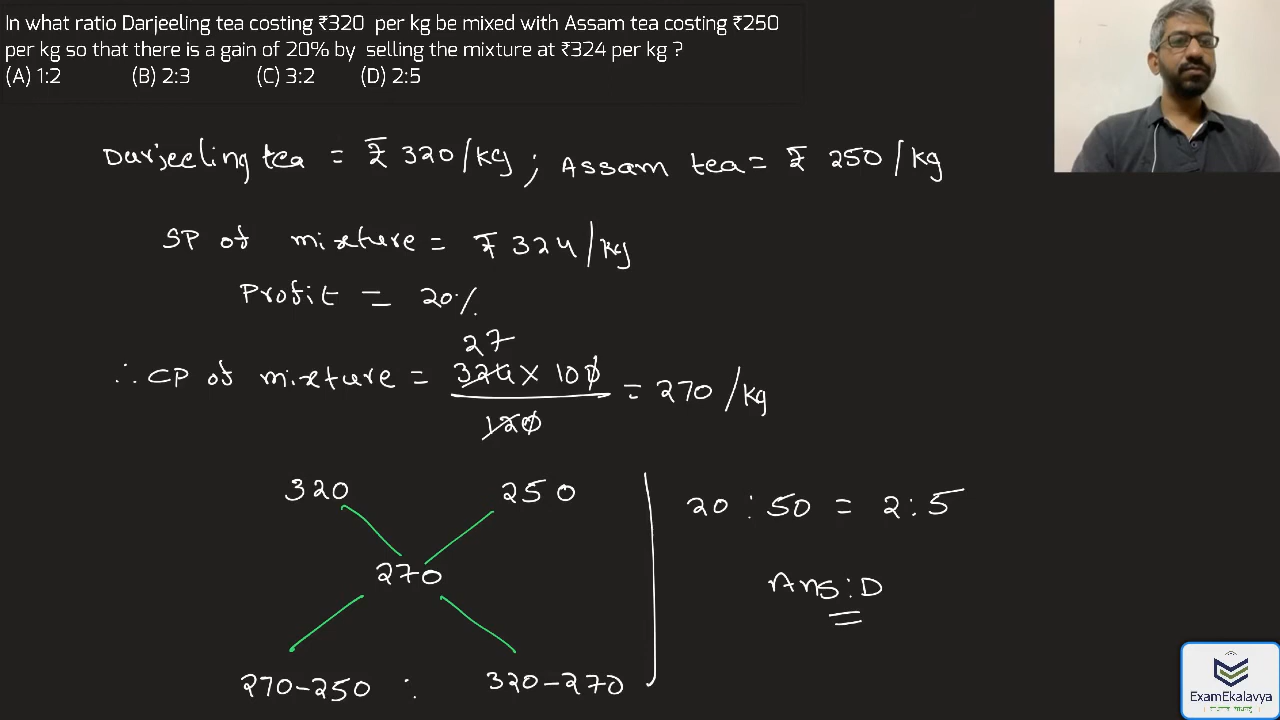 In what ratio Darjeeling tea costing ₹320 per kg be mixed with Assam tea costing ₹250
per kg so that there is a gain of 20% by selling the mixture at ₹324 per kg ?
(A) 1:2 (B) 2:3 (C) 3:2 (D) 2:5
Darjeeling tea = ₹ 320/kg ; Assam tea = ₹ 250/kg
SP of mixture = ₹ 324/kg
Profit = 20%
27
∴ CP of mixture = 324 × 100 = 270 /kg
120
320 250
270
270-250 : 320-270
20 : 50 = 2:5
Ans: D
ExamEkalavya